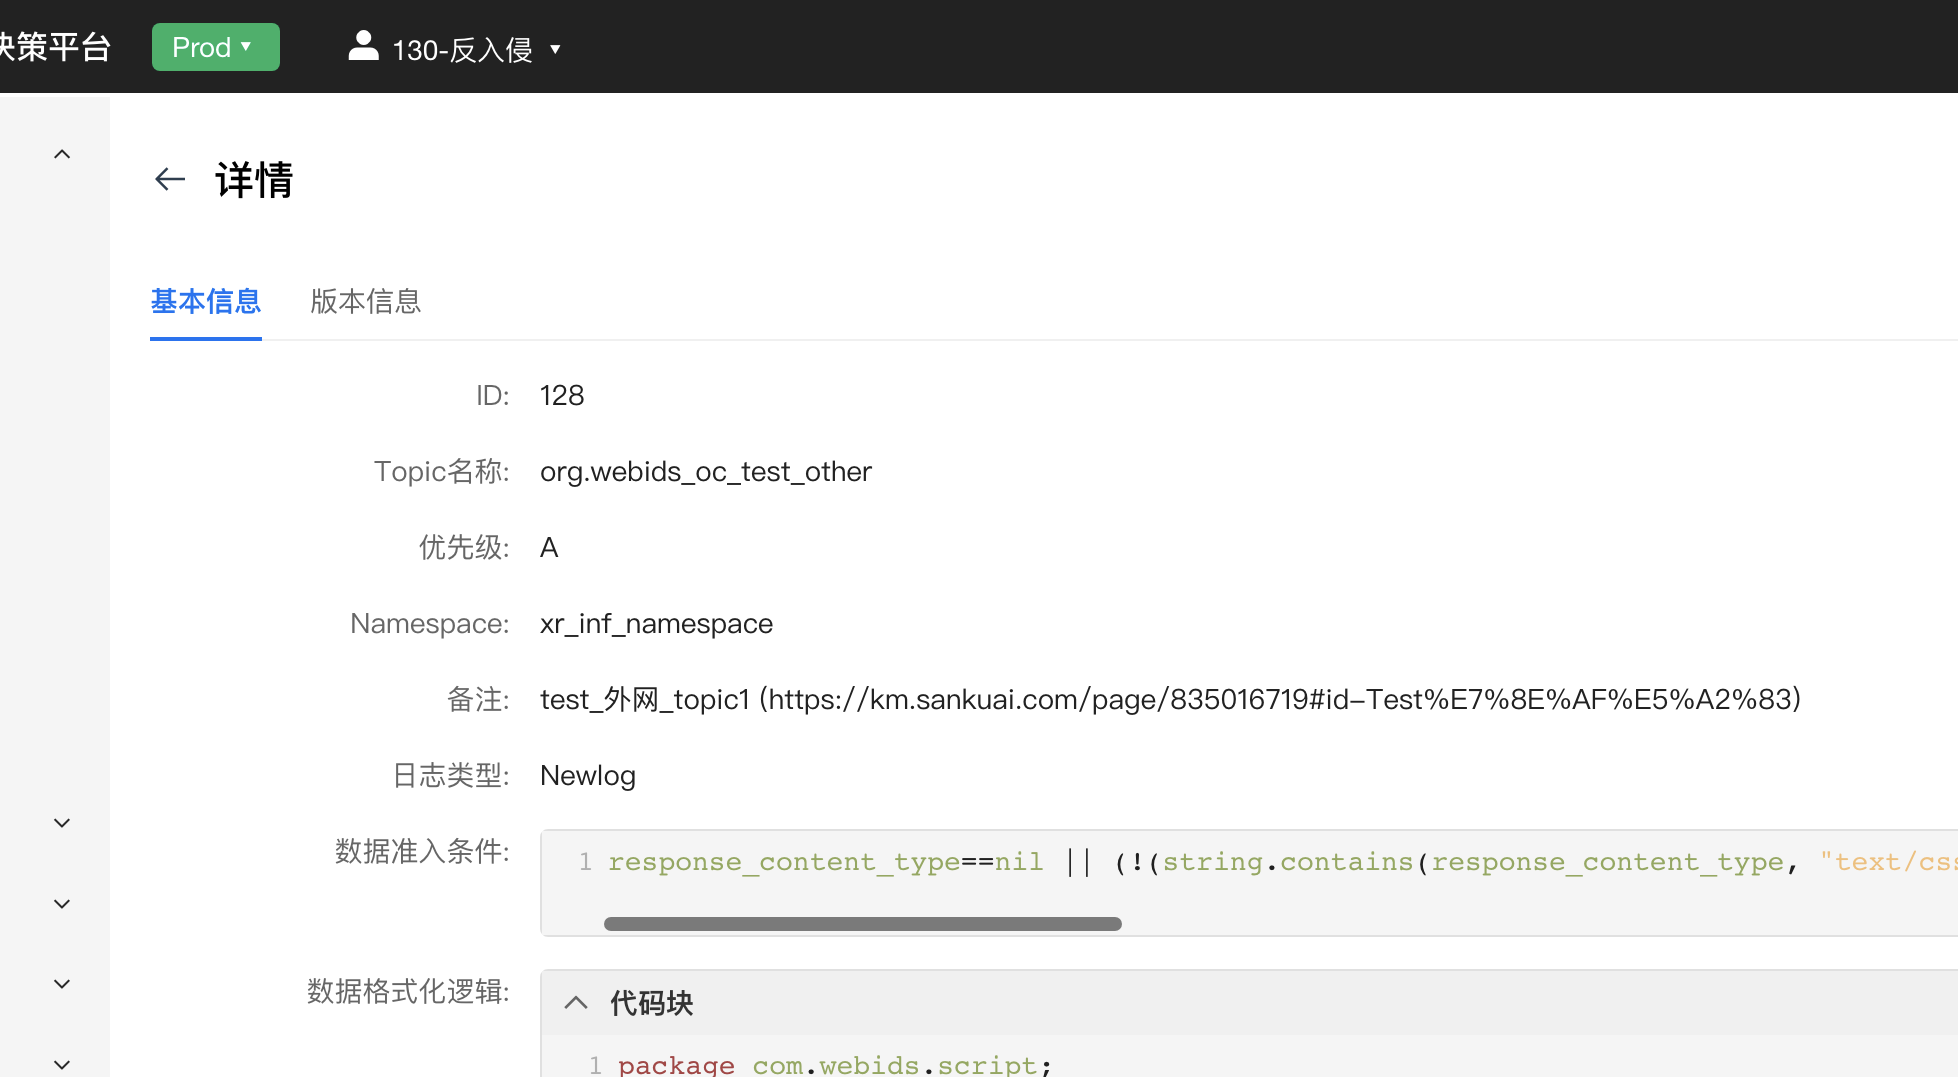 决策平台 Prod 130-反入侵
详情
基本信息 版本信息
ID: 128
Topic名称: org.webids_oc_test_other
优先级: A
Namespace: xr_inf_namespace
备注: test_外网_topic1 (https://km.sankuai.com/page/835016719#id-Test%E7%8E%AF%E5%A2%83)
日志类型: Newlog
数据准入条件: 1 response_content_type==nil || (!(string.contains(response_content_type, "text/css
数据格式化逻辑: 代码块
1 package com.webids.script;